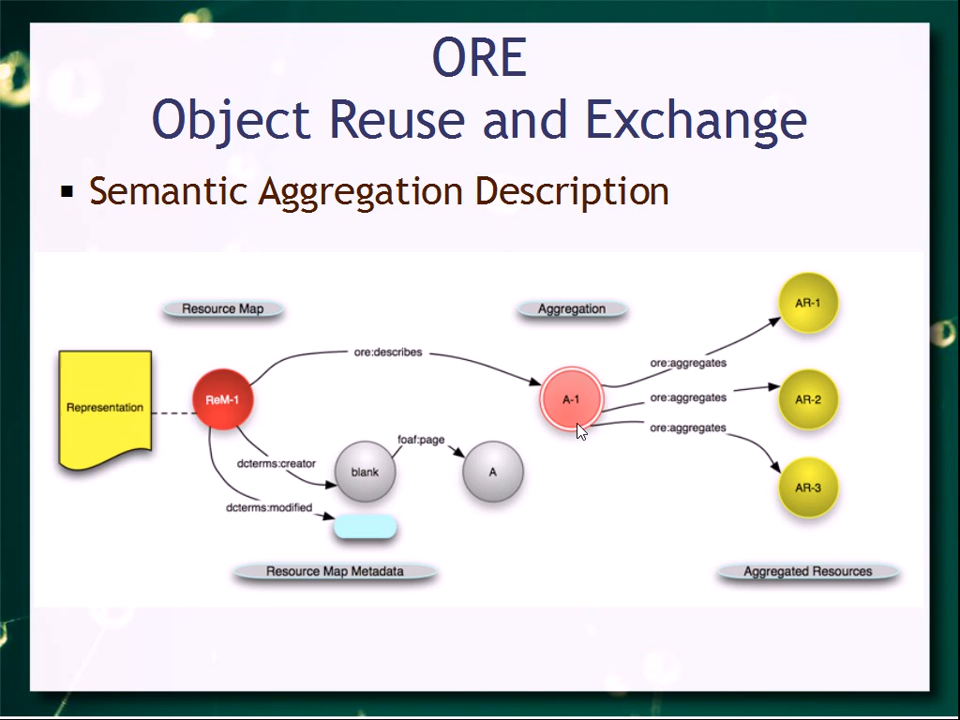 ORE
Object Reuse and Exchange
▪ Semantic Aggregation Description
Resource Map
Aggregation
AR-1
ore:describes
ore:aggregates
Representation
ReM-1
A-1
ore:aggregates
AR-2
ore:aggregates
foaf:page
dcterms:creator
blank
A
AR-3
dcterms:modified
Resource Map Metadata
Aggregated Resources